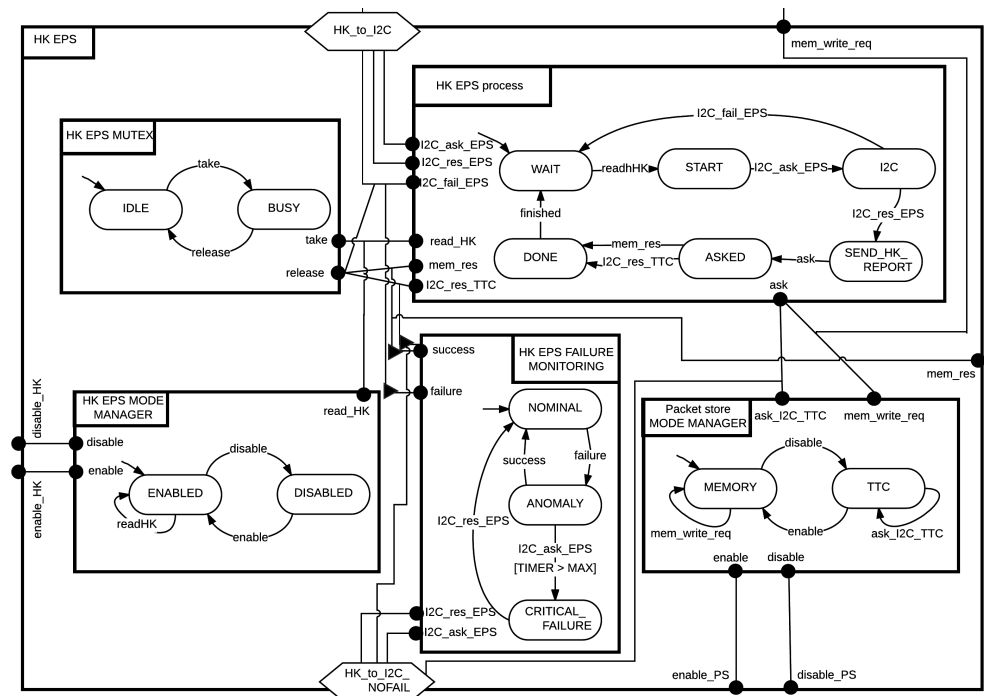 HK_to_I2C
HK EPS
mem_write_req
HK EPS process
I2C_fail_EPS
I2C_ask_EPS
I2C_res_EPS
I2C_fail_EPS
WAIT
readhHK
START
I2C_ask_EPS
I2C
I2C_res_EPS
finished
DONE
mem_res
I2C_res_TTC
ASKED
ask
SEND_HK_
REPORT
read_HK
mem_res
I2C_res_TTC
ask
HK EPS MUTEX
take
IDLE
BUSY
release
take
release
success
failure
HK EPS FAILURE
MONITORING
NOMINAL
success
failure
ANOMALY
I2C_res_EPS
I2C_ask_EPS
[TIMER > MAX]
CRITICAL_
FAILURE
I2C_res_EPS
I2C_ask_EPS
mem_res
disable_HK
enable_HK
HK EPS MODE
MANAGER
read_HK
disable
enable
disable
ENABLED
DISABLED
readHK
enable
Packet store
MODE MANAGER
ask_I2C_TTC
mem_write_req
disable
MEMORY
TTC
mem_write_req
enable
ask_I2C_TTC
enable
disable
HK_to_I2C_
NOFAIL
enable_PS
disable_PS